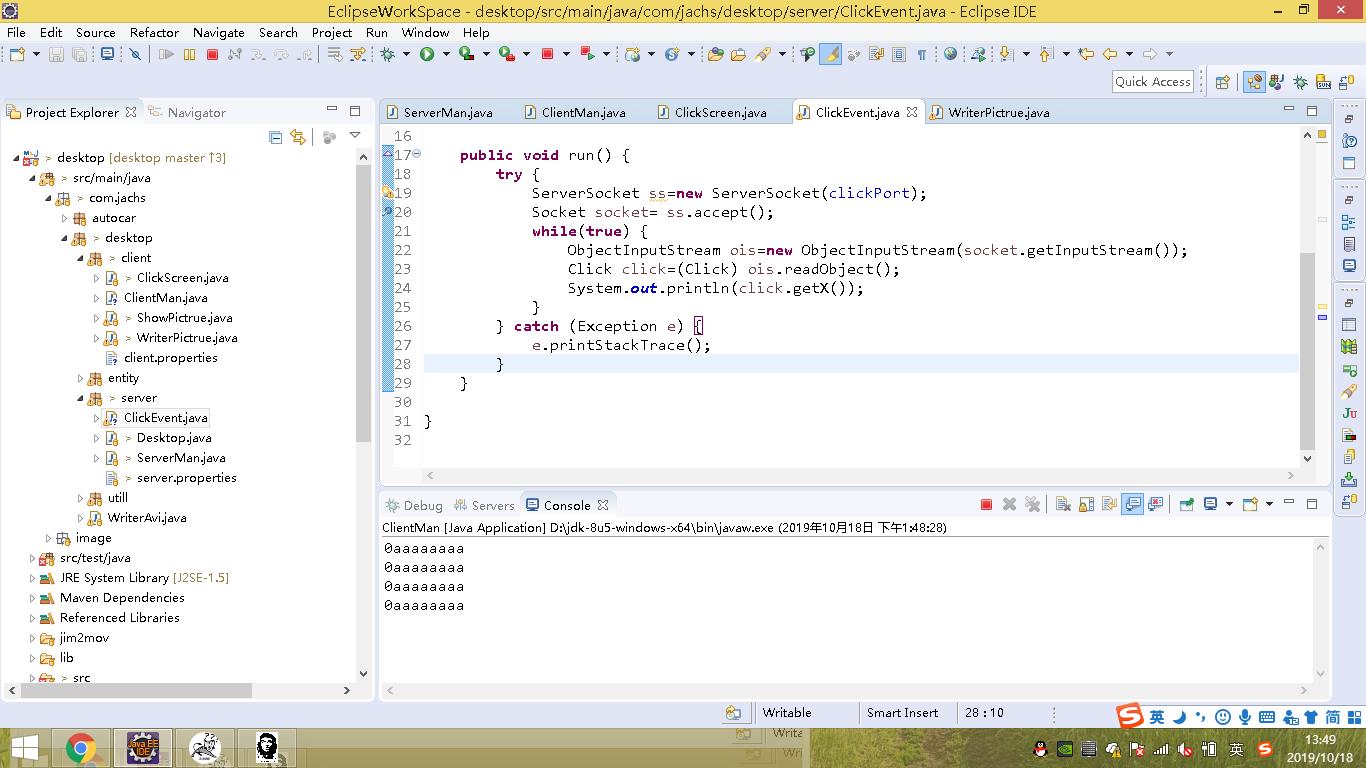 EclipseWorkSpace - desktop/src/main/java/com/jachs/desktop/server/ClickEvent.java - Eclipse IDE
File Edit Source Refactor Navigate Search Project Run Window Help
Quick Access
Project Explorer Navigator
> desktop [desktop master ↑3]
> src/main/java
> com.jachs
autocar
> desktop
> client
> ClickScreen.java
ClientMan.java
> ShowPictrue.java
> WriterPictrue.java
client.properties
entity
> server
ClickEvent.java
> Desktop.java
> ServerMan.java
> server.properties
utill
WriterAvi.java
image
src/test/java
JRE System Library [J2SE-1.5]
Maven Dependencies
Referenced Libraries
jim2mov
lib
> src
ServerMan.java ClientMan.java ClickScreen.java ClickEvent.java WriterPictrue.java
16
17 public void run() {
18 try {
19 ServerSocket ss=new ServerSocket(clickPort);
20 Socket socket= ss.accept();
21 while(true) {
22 ObjectInputStream ois=new ObjectInputStream(socket.getInputStream());
23 Click click=(Click) ois.readObject();
24 System.out.println(click.getX());
25 }
26 } catch (Exception e) {
27 e.printStackTrace();
28 }
29 }
30
31 }
32
Debug Servers Console
ClientMan [Java Application] D:\jdk-8u5-windows-x64\bin\javaw.exe (2019年10月18日 下午1:48:28)
0aaaaaaaa
0aaaaaaaa
0aaaaaaaa
0aaaaaaaa
Writable Smart Insert 28 : 10
英 简
Java EE
IDE
英
13:49
2019/10/18